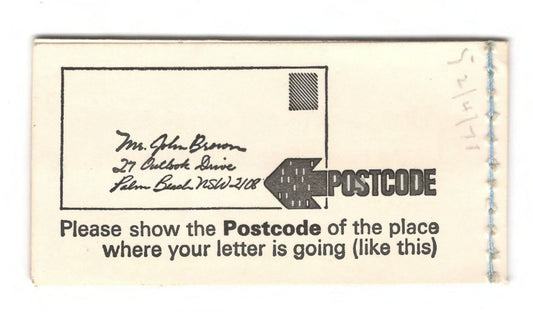 Mr. John Brown
27 Outlook Drive
Palm Beach NSW 2108
POSTCODE
Please show the Postcode of the place
where your letter is going (like this)